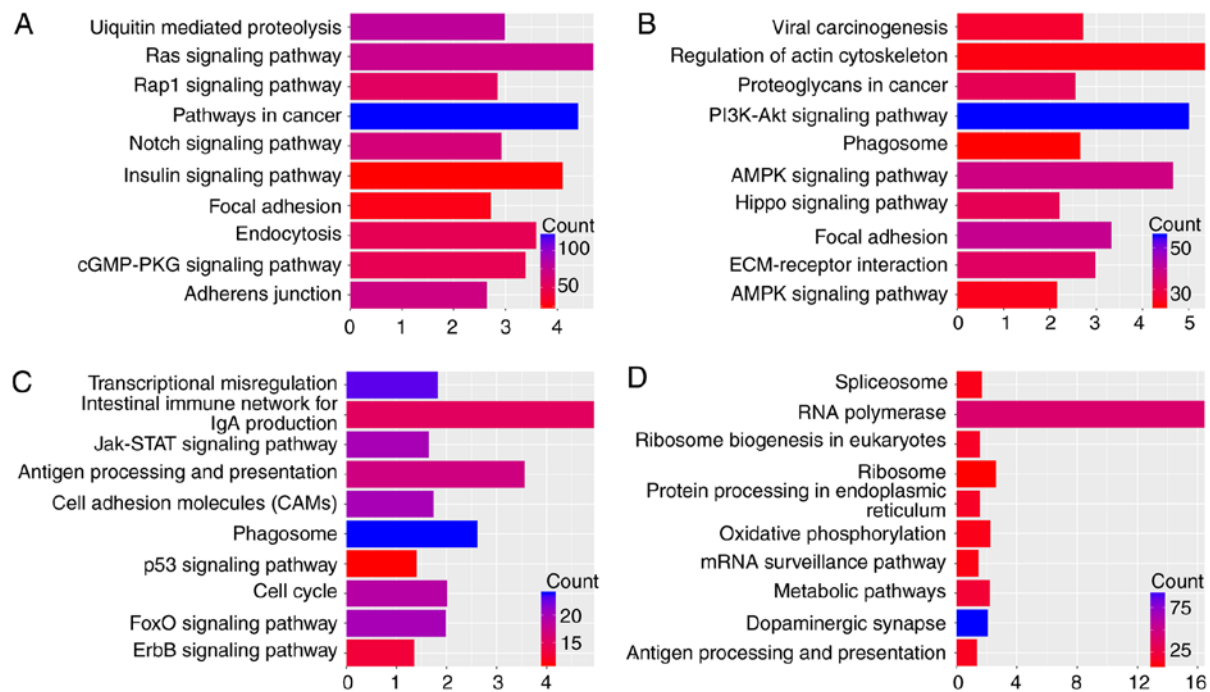 A
Uiquitin mediated proteolysis
Ras signaling pathway
Rap1 signaling pathway
Pathways in cancer
Notch signaling pathway
Insulin signaling pathway
Focal adhesion
Endocytosis
cGMP-PKG signaling pathway
Adherens junction
Count
100
50
0 1 2 3 4
B
Viral carcinogenesis
Regulation of actin cytoskeleton
Proteoglycans in cancer
PI3K-Akt signaling pathway
Phagosome
AMPK signaling pathway
Hippo signaling pathway
Focal adhesion
ECM-receptor interaction
AMPK signaling pathway
Count
50
30
0 1 2 3 4 5
C
Transcriptional misregulation
Intestinal immune network for
IgA production
Jak-STAT signaling pathway
Antigen processing and presentation
Cell adhesion molecules (CAMs)
Phagosome
p53 signaling pathway
Cell cycle
FoxO signaling pathway
ErbB signaling pathway
Count
20
15
0 1 2 3 4
D
Spliceosome
RNA polymerase
Ribosome biogenesis in eukaryotes
Ribosome
Protein processing in endoplasmic
reticulum
Oxidative phosphorylation
mRNA surveillance pathway
Metabolic pathways
Dopaminergic synapse
Antigen processing and presentation
Count
75
25
0 4 8 12 16